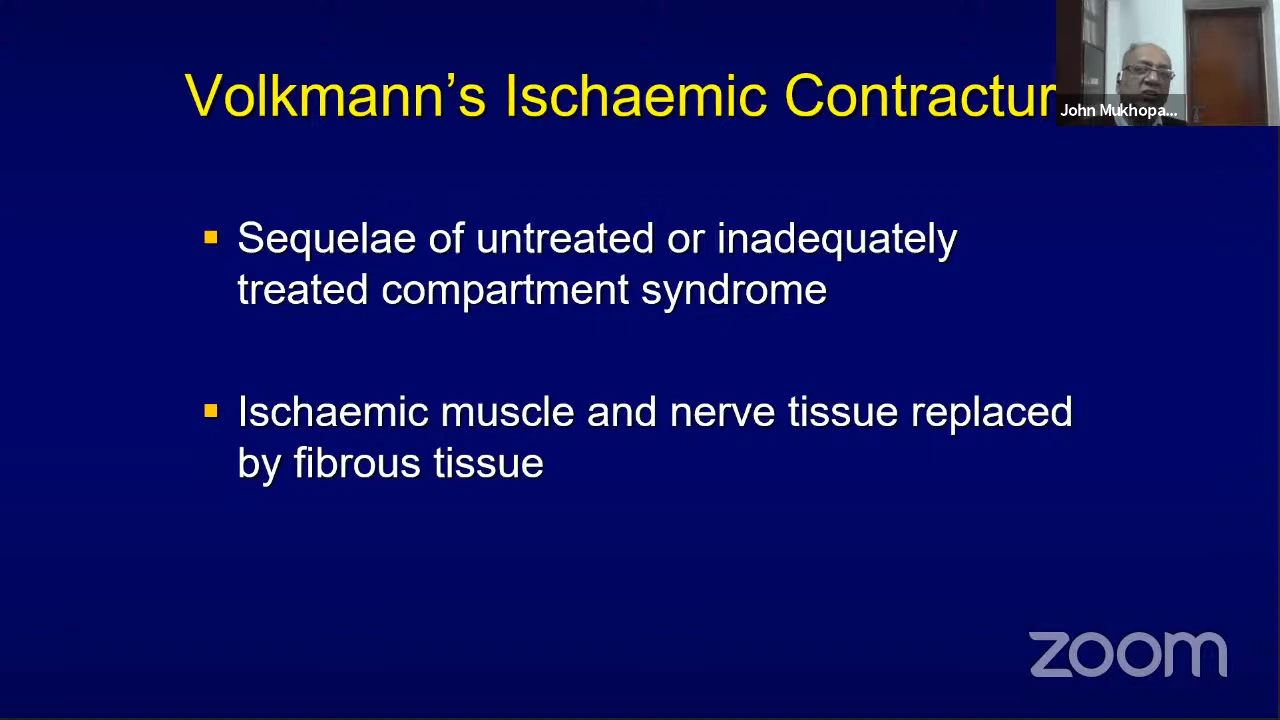 Volkmann’s Ischaemic Contractur
John Mukhopa...
▪ Sequelae of untreated or inadequately
treated compartment syndrome
▪ Ischaemic muscle and nerve tissue replaced
by fibrous tissue
zoom